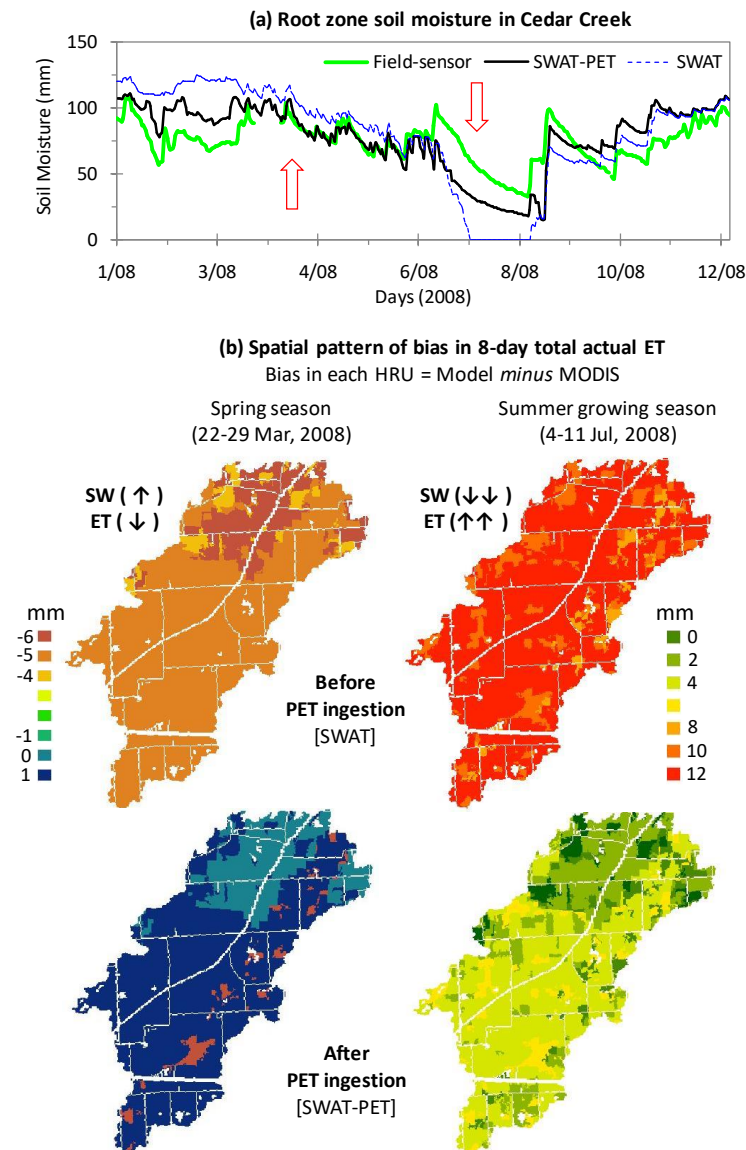 (a) Root zone soil moisture in Cedar Creek
150
100
50
0
Soil Moisture (mm)
Field-sensor
SWAT-PET
SWAT
1/08
3/08
4/08
6/08
8/08
10/08
12/08
Days (2008)
(b) Spatial pattern of bias in 8-day total actual ET
Bias in each HRU = Model minus MODIS
Spring season
(22-29 Mar, 2008)
Summer growing season
(4-11 Jul, 2008)
SW ( ↑ )
ET ( ↓ )
SW (↓↓ )
ET (↑↑ )
mm
-6
-5
-4
-1
0
1
Before
PET ingestion
[SWAT]
mm
0
2
4
8
10
12
After
PET ingestion
[SWAT-PET]